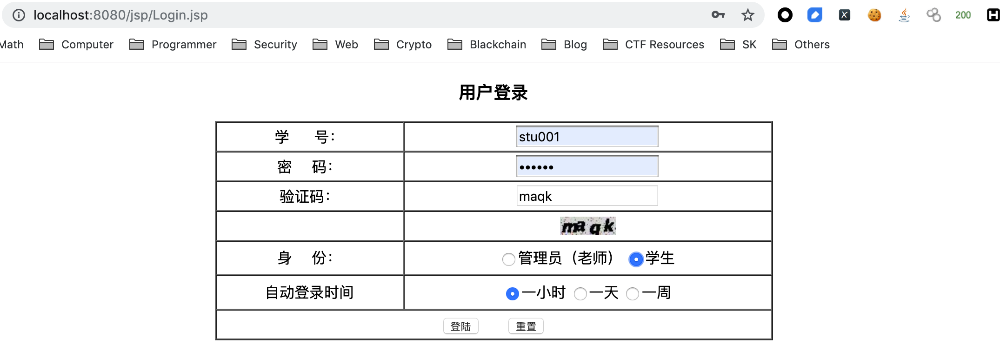 localhost:8080/jsp/Login.jsp 200
Math Computer Programmer Security Web Crypto Blackchain Blog CTF Resources SK Others
用户登录
学 号： stu001
密 码： ••••••
验证码： maqk
maqk
身 份： 管理员（老师） 学生
自动登录时间 一小时 一天 一周
登陆 重置